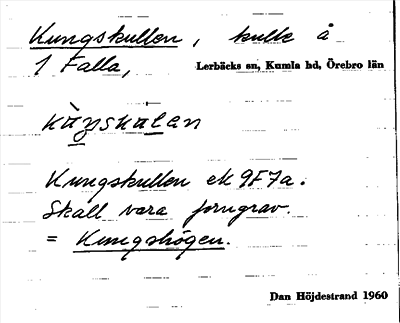 Kungskullen, kulle å
1 Falla, Lerbäcks sn, Kumla hd, Örebro län
Kungskullen ek 9F7a.
Skall vara forngrav.
= Kungshögen.
Dan Höjdestrand 1960